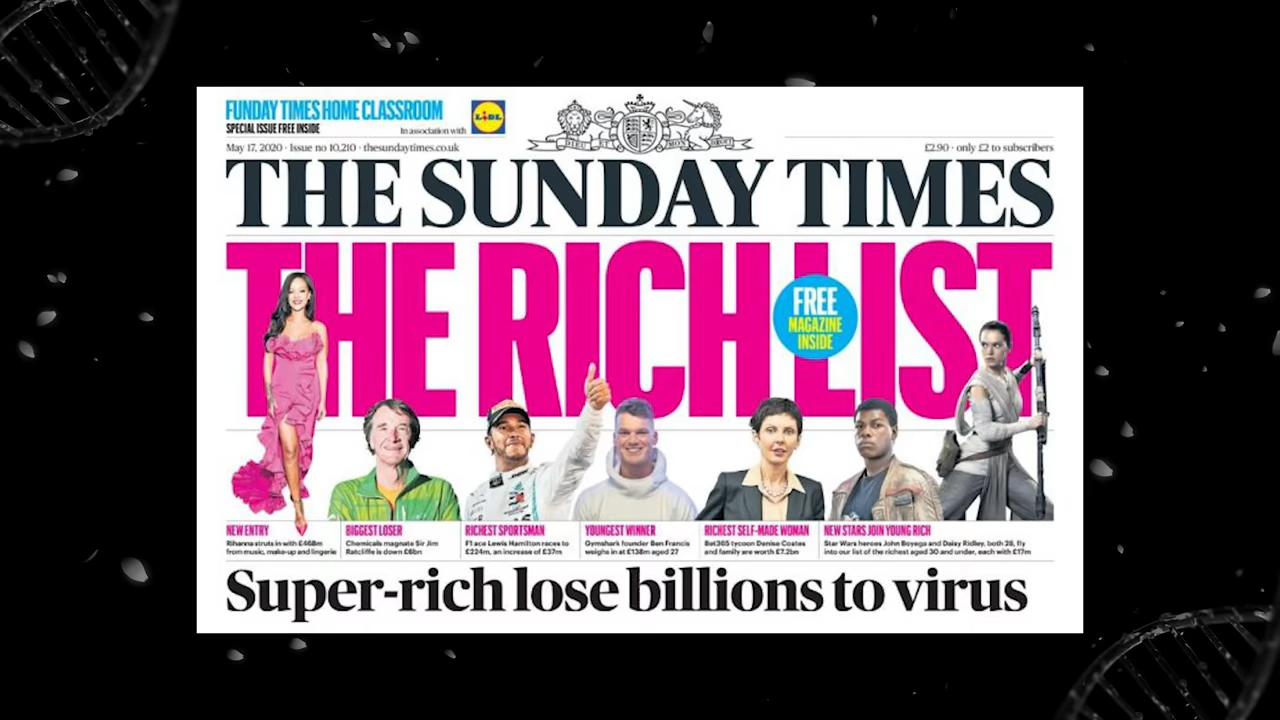 FUNDAY TIMES HOME CLASSROOM
SPECIAL ISSUE FREE INSIDE
In association with
LIDL
DIEU ET MON DROIT
May 17, 2020 · Issue no 10,210 · thesundaytimes.co.uk
£2.90 · only £2 to subscribers
THE SUNDAY TIMES
THE RICH LIST
FREE
MAGAZINE
INSIDE
NEW ENTRY
Rihanna struts in with £468m
from music, make-up and lingerie
BIGGEST LOSER
Chemicals magnate Sir Jim
Ratcliffe is down £6bn
RICHEST SPORTSMAN
F1 ace Lewis Hamilton races to
£224m, an increase of £37m
YOUNGEST WINNER
Gymshark founder Ben Francis
weighs in at £138m aged 27
RICHEST SELF-MADE WOMAN
Bet365 tycoon Denise Coates
and family are worth £7.2bn
NEW STARS JOIN YOUNG RICH
Star Wars heroes John Boyega and Daisy Ridley, both 28, fly
into our list of the richest aged 30 and under, each with £17m
Super-rich lose billions to virus